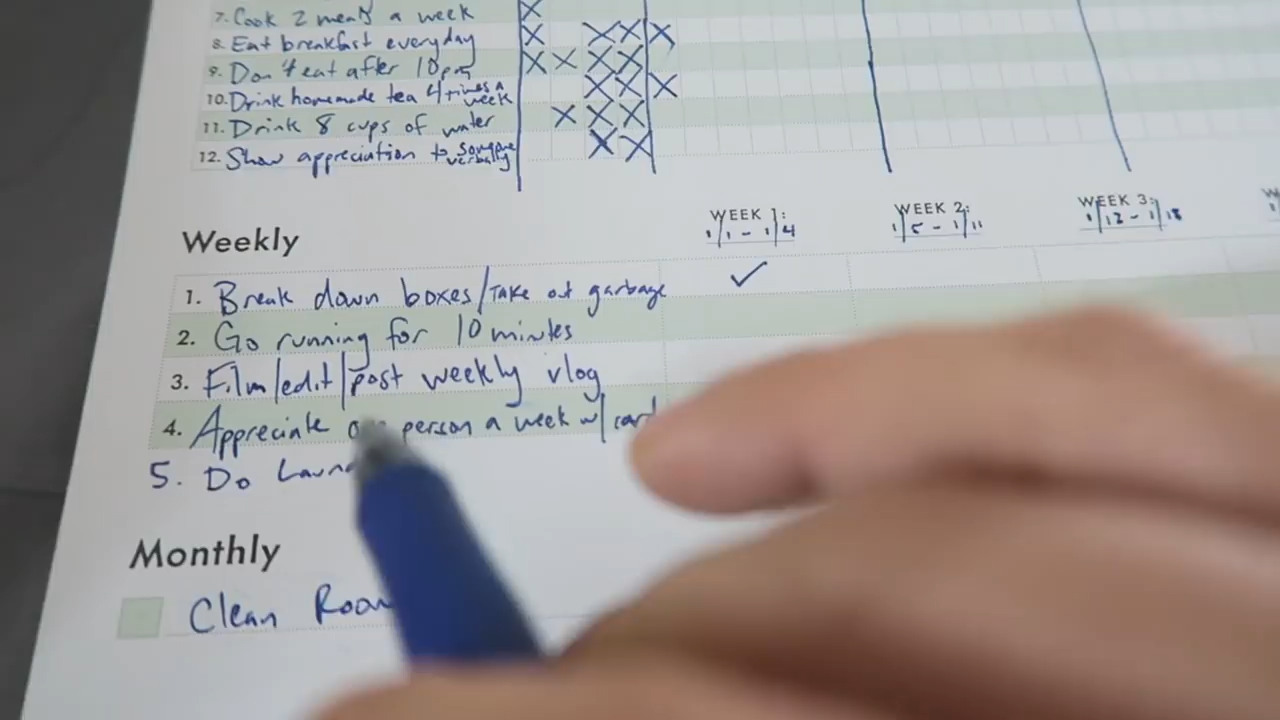 7. Cook 2 meals a week
8. Eat breakfast everyday
9. Don't eat after 10pm
10. Drink homemade tea 4 times a week
11. Drink 8 cups of water
12. Show appreciation to someone verbally
WEEK 1: WEEK 2: WEEK 3:
1/1 - 1/4 1/5 - 1/11 1/12 - 1/18
Weekly
1. Break down boxes/Take out garbage
2. Go running for 10 minutes
3. Film/edit/post weekly vlog
4. Appreciate person a week w/
5. Do
Monthly
Clean